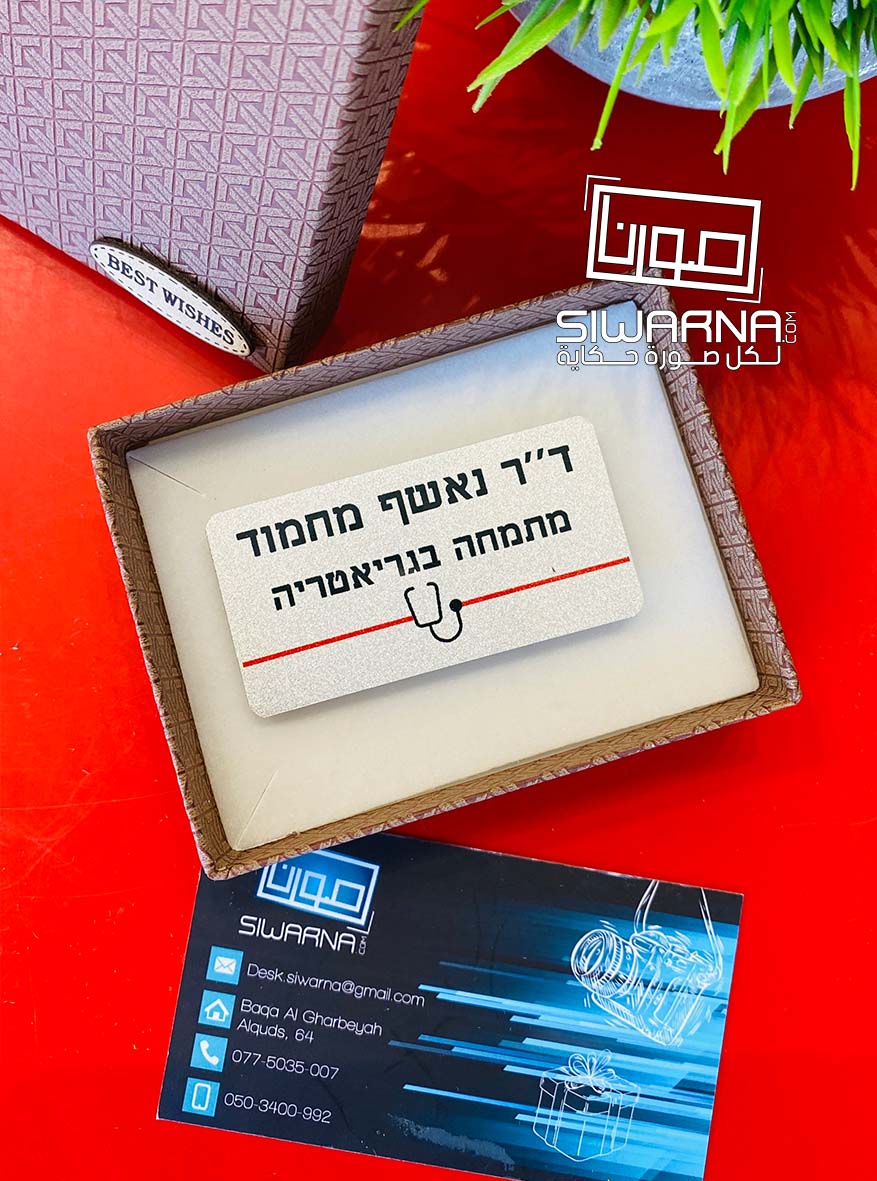 BEST WISHES
صورنا
SIWARNA.COM
لكل صورة حكاية
ד''ר נאשף מחמוד
מתמחה בגריאטריה
صورنا
SIWARNA.COM
Desk.siwarna@gmail.com
Baqa Al Gharbeyah
Alquds, 64
077-5035-007
050-3400-992